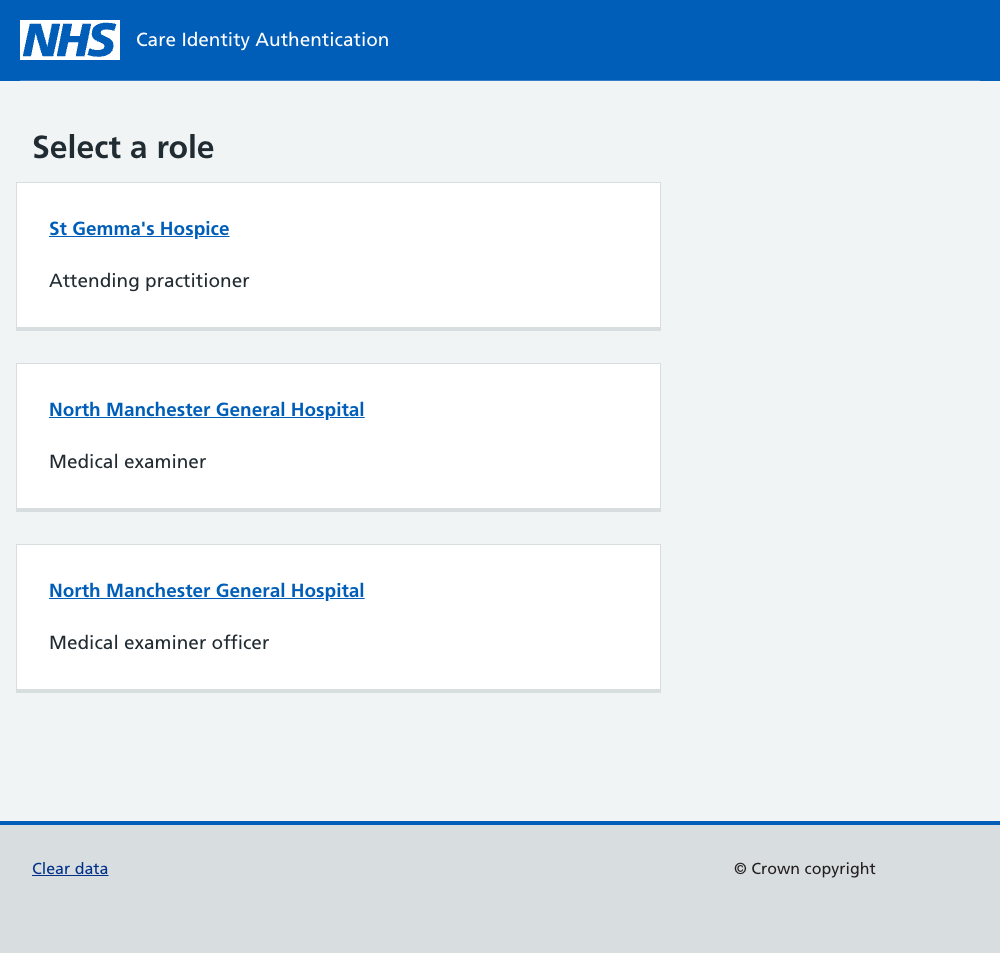 NHS Care Identity Authentication
Select a role
St Gemma's Hospice
Attending practitioner
North Manchester General Hospital
Medical examiner
North Manchester General Hospital
Medical examiner officer
Clear data © Crown copyright